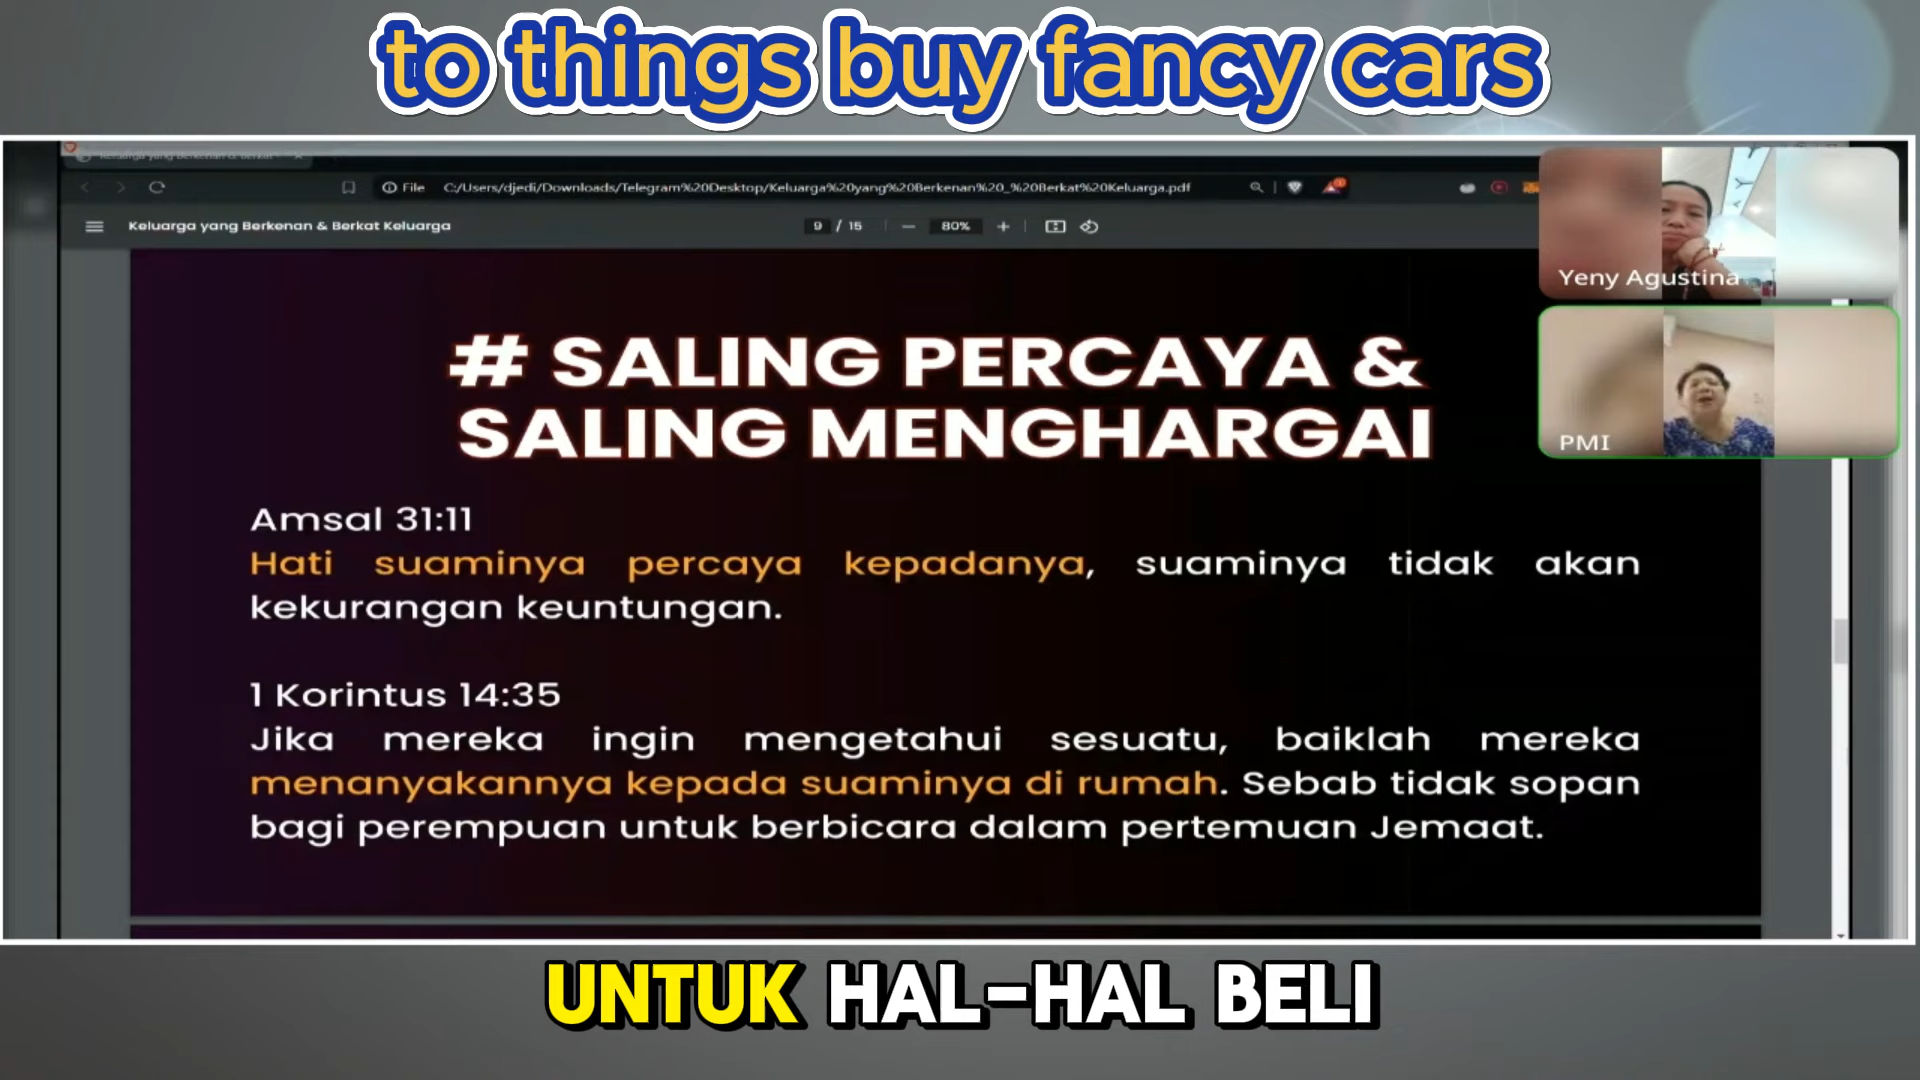 to things buy fancy cars
File C:/Users/djedi/Downloads/Telegram%20Desktop/Keluarga%20yang%20Berkenan%20_%20Berkat%20Keluarga.pdf
Keluarga yang Berkenan & Berkat Keluarga
9 / 15
80%
Yeny Agustina
PMI
# SALING PERCAYA &
SALING MENGHARGAI
Amsal 31:11
Hati suaminya percaya kepadanya, suaminya tidak akan
kekurangan keuntungan.
1 Korintus 14:35
Jika mereka ingin mengetahui sesuatu, baiklah mereka
menanyakannya kepada suaminya di rumah. Sebab tidak sopan
bagi perempuan untuk berbicara dalam pertemuan Jemaat.
UNTUK HAL-HAL BELI